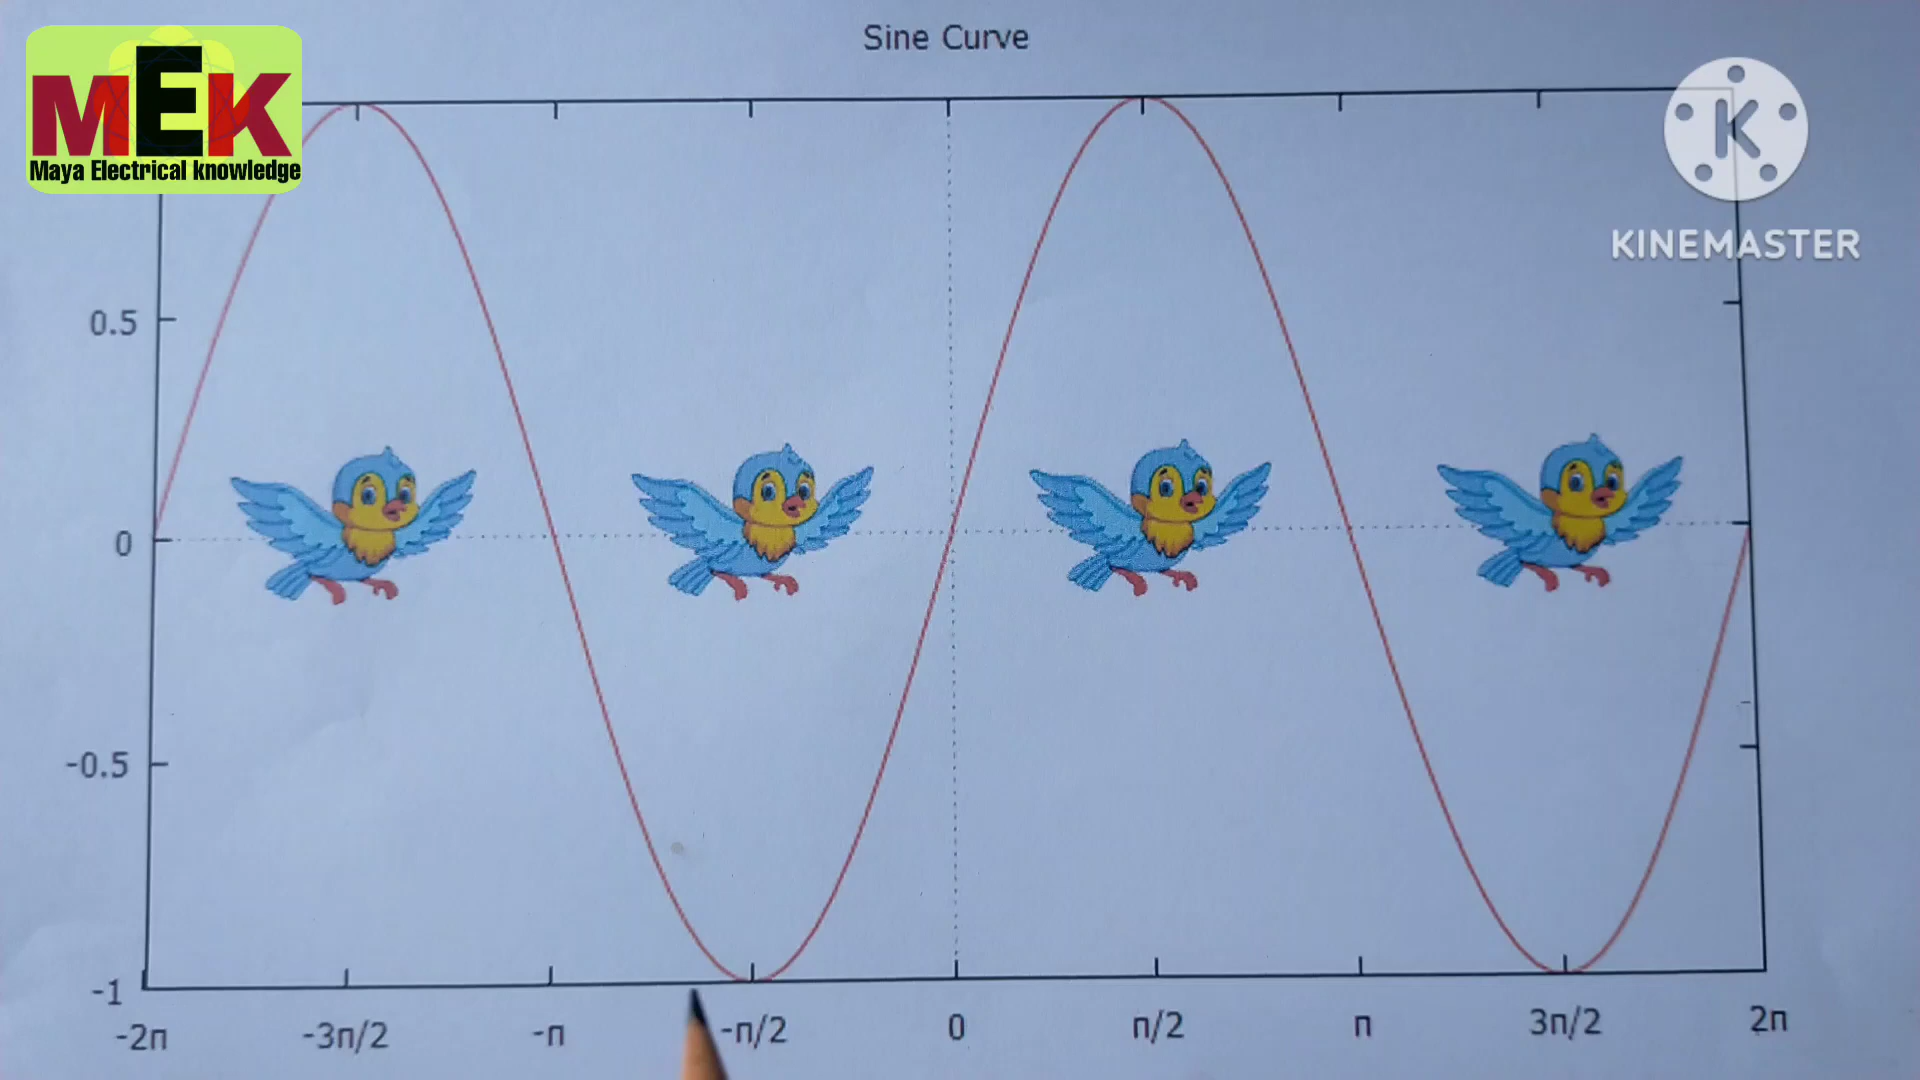 Sine Curve
MEK
Maya Electrical knowledge
K
KINEMASTER
0.5
0
-0.5
-1
-2π -3π/2 -π -π/2 0 π/2 π 3π/2 2π